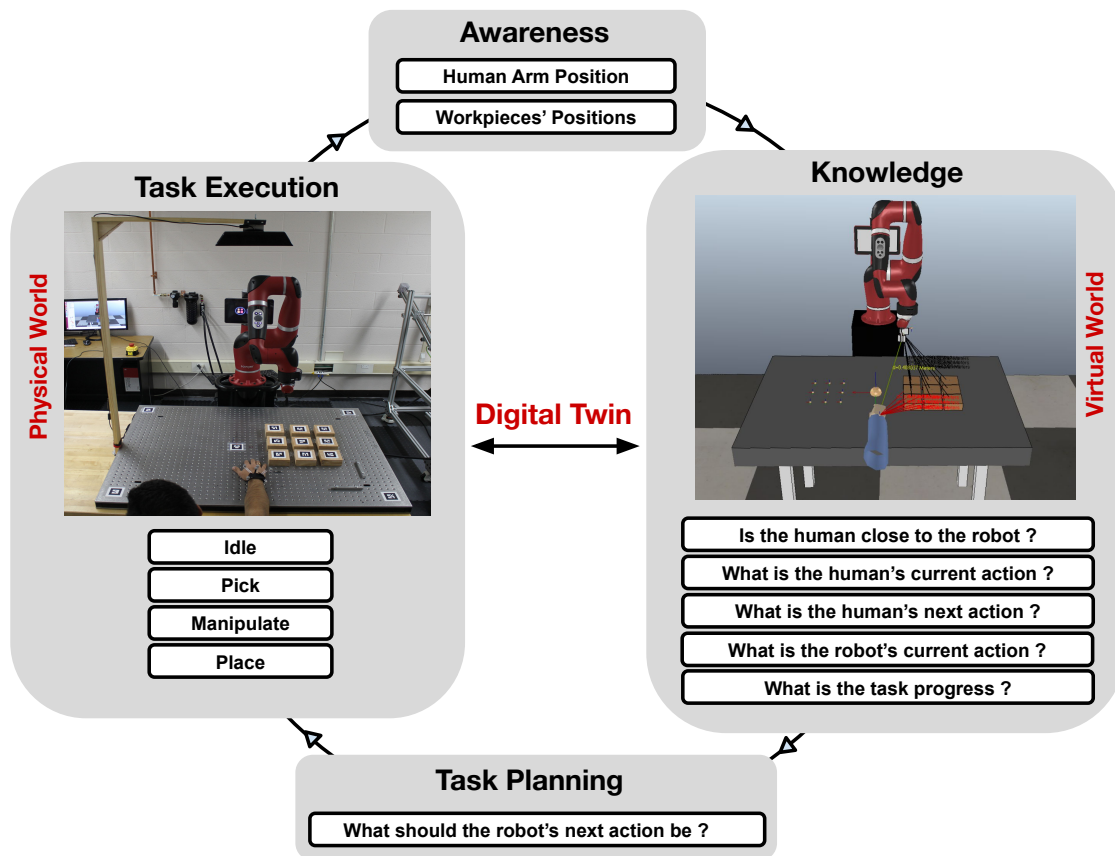 Awareness
Human Arm Position
Workpieces' Positions
Task Execution
Physical World
Idle
Pick
Manipulate
Place
Digital Twin
Knowledge
Virtual World
Is the human close to the robot ?
What is the human's current action ?
What is the human's next action ?
What is the robot's current action ?
What is the task progress ?
Task Planning
What should the robot's next action be ?